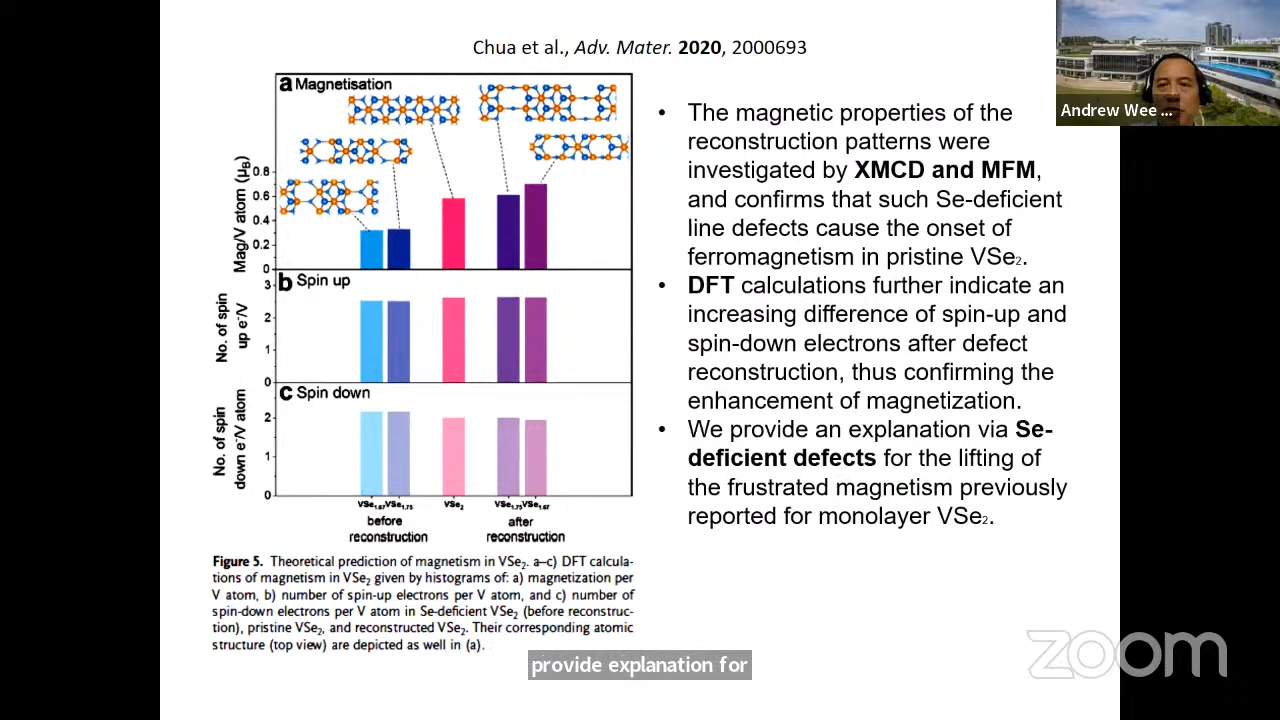 Chua et al., Adv. Mater. 2020, 2000693
Andrew Wee ...
a Magnetisation
Mag/V atom (μB)
0.8
0.6
0.4
0.2
0
b Spin up
No. of spin
up e⁻/V
3
2
1
0
c Spin down
No. of spin
down e⁻/V atom
2
1
0
VSe1.67 VSe1.75 VSe2 VSe1.75 VSe1.67
before
reconstruction
after
reconstruction
Figure 5. Theoretical prediction of magnetism in VSe2. a–c) DFT calcula-
tions of magnetism in VSe2 given by histograms of: a) magnetization per
V atom, b) number of spin-up electrons per V atom, and c) number of
spin-down electrons per V atom in Se-deficient VSe2 (before reconstruc-
tion), pristine VSe2, and reconstructed VSe2. Their corresponding atomic
structure (top view) are depicted as well in (a).
• The magnetic properties of the
reconstruction patterns were
investigated by XMCD and MFM,
and confirms that such Se-deficient
line defects cause the onset of
ferromagnetism in pristine VSe2.
• DFT calculations further indicate an
increasing difference of spin-up and
spin-down electrons after defect
reconstruction, thus confirming the
enhancement of magnetization.
• We provide an explanation via Se-
deficient defects for the lifting of
the frustrated magnetism previously
reported for monolayer VSe2.
provide explanation for
zoom